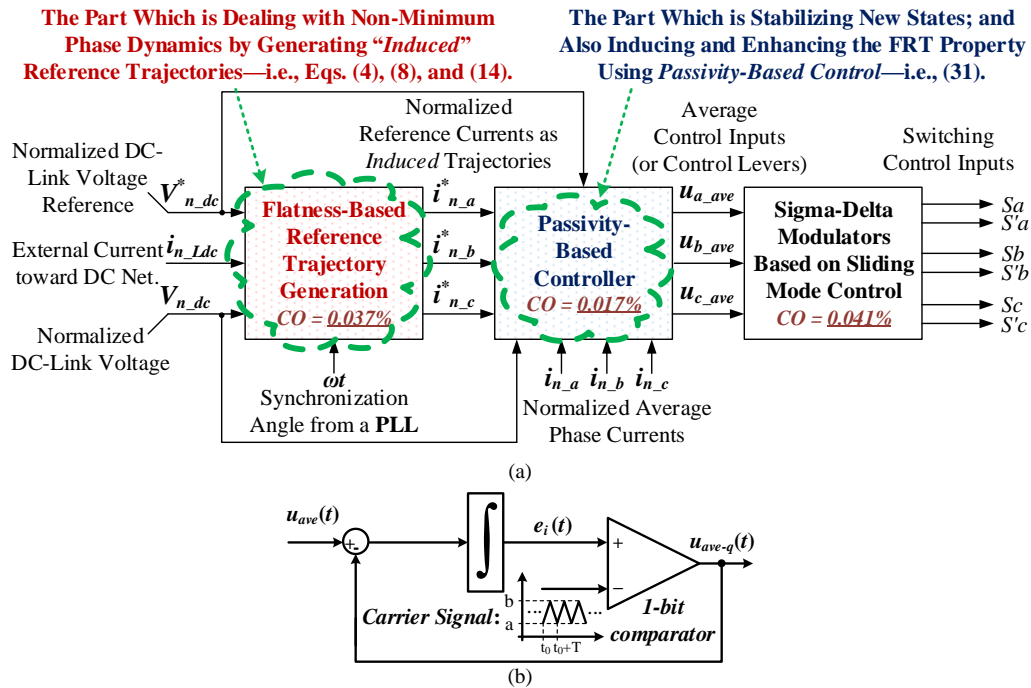 The Part Which is Dealing with Non-Minimum
Phase Dynamics by Generating “Induced”
Reference Trajectories—i.e., Eqs. (4), (8), and (14).
The Part Which is Stabilizing New States; and
Also Inducing and Enhancing the FRT Property
Using Passivity-Based Control—i.e., (31).
Normalized
Reference Currents as
Induced Trajectories
Average
Control Inputs
(or Control Levers)
Switching
Control Inputs
Normalized DC-
Link Voltage
Reference
V*n_dc
External Current
toward DC Net.
in_Ldc
Vn_dc
Normalized
DC-Link Voltage
Flatness-Based
Reference
Trajectory
Generation
CO = 0.037%
i*n_a
i*n_b
i*n_c
Passivity-
Based
Controller
CO = 0.017%
ua_ave
ub_ave
uc_ave
Sigma-Delta
Modulators
Based on Sliding
Mode Control
CO = 0.041%
Sa
S'a
Sb
S'b
Sc
S'c
ωt
Synchronization
Angle from a PLL
in_a in_b in_c
Normalized Average
Phase Currents
(a)
uave(t)
+
-
∫
ei(t)
+
−
uave-q(t)
Carrier Signal:
b
a
... ...
t0 t0+T
1-bit
comparator
(b)